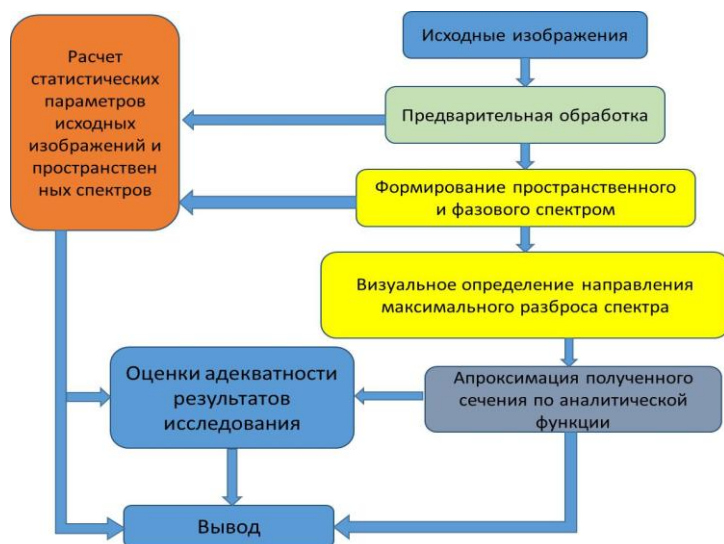 Исходные изображения
Расчет
статистических
параметров
исходных
изображений и
пространствен
ных спектров
Предварительная обработка
Формирование пространственного
и фазового спектром
Визуальное определение направления
максимального разброса спектра
Оценки адекватности
результатов
исследования
Апроксимация полученного
сечения по аналитической
функции
Вывод